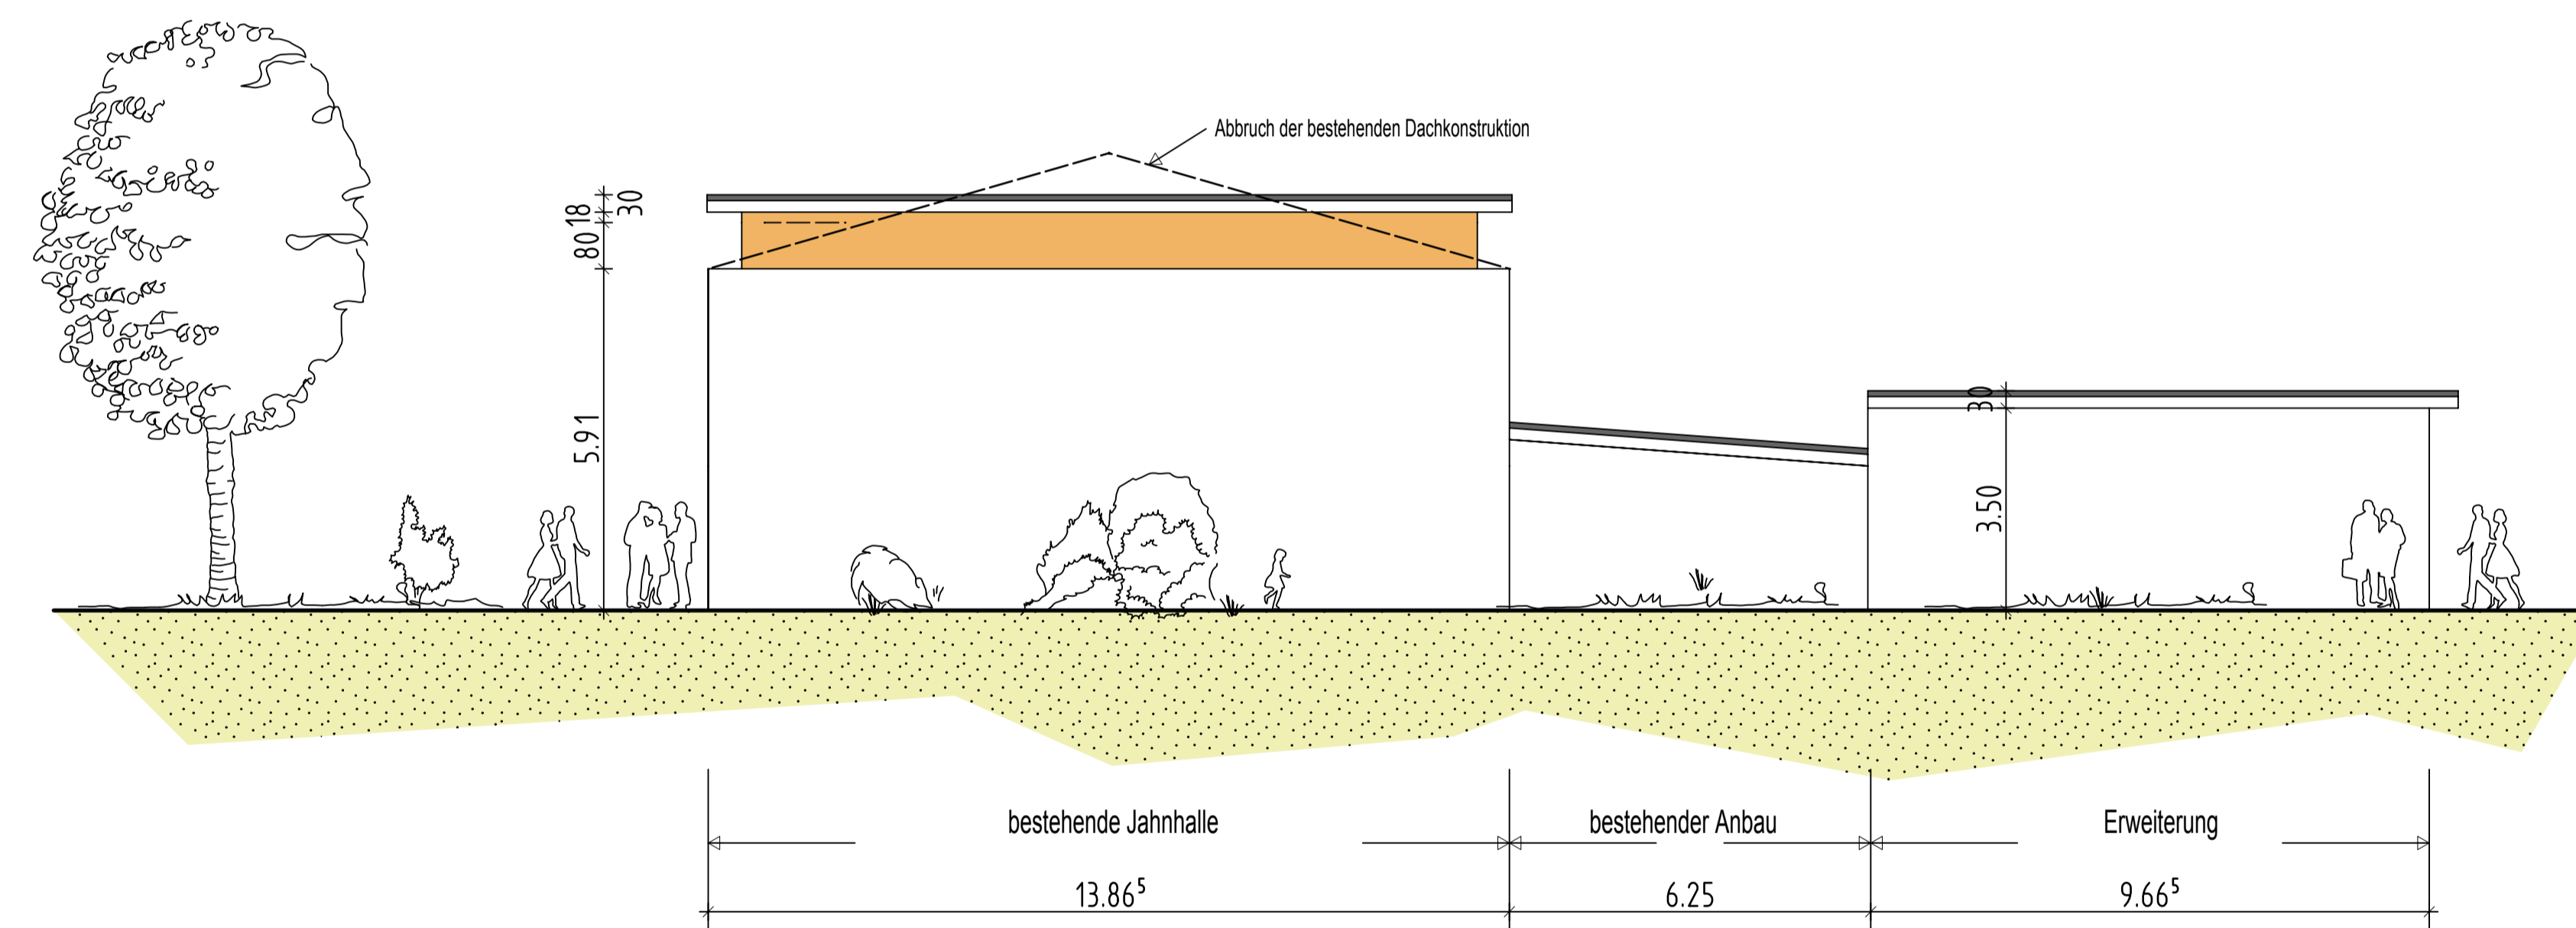 Abbruch der bestehenden Dachkonstruktion
30
18
80
5.91
30
3.50
bestehende Jahnhalle
bestehender Anbau
Erweiterung
13.86⁵
6.25
9.66⁵